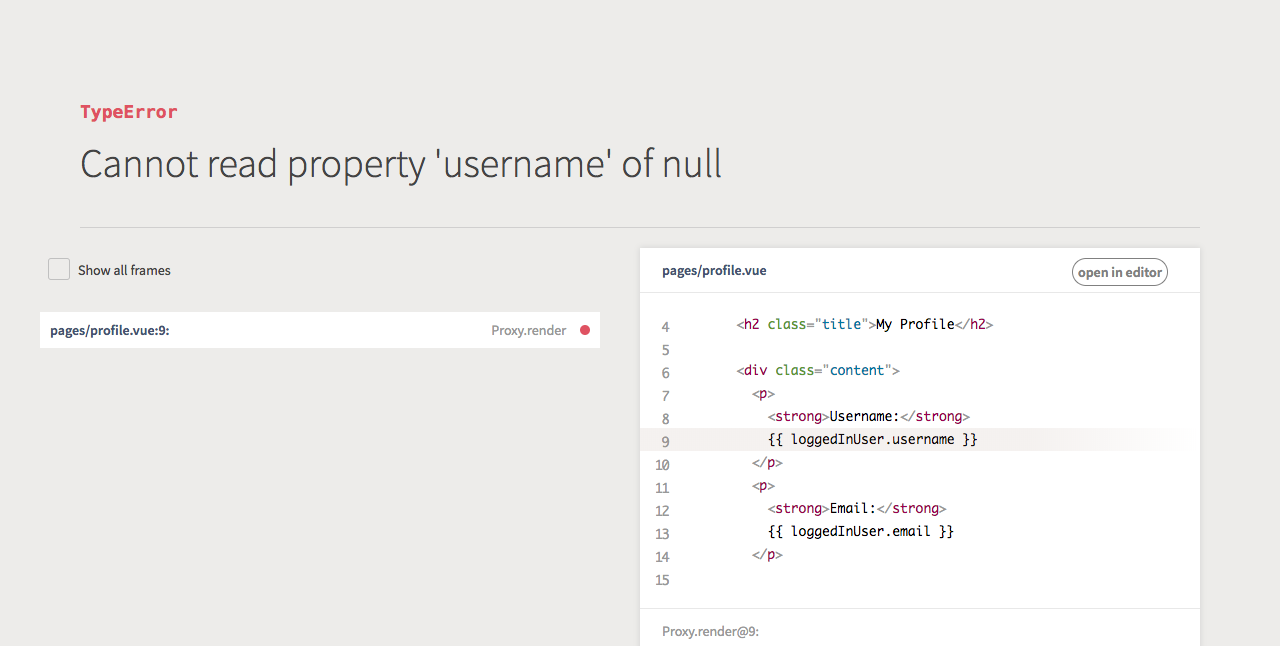 TypeError
Cannot read property 'username' of null
Show all frames
pages/profile.vue:9: Proxy.render
pages/profile.vue open in editor
4 <h2 class="title">My Profile</h2>
5
6 <div class="content">
7 <p>
8 <strong>Username:</strong>
9 {{ loggedInUser.username }}
10 </p>
11 <p>
12 <strong>Email:</strong>
13 {{ loggedInUser.email }}
14 </p>
15
Proxy.render@9: